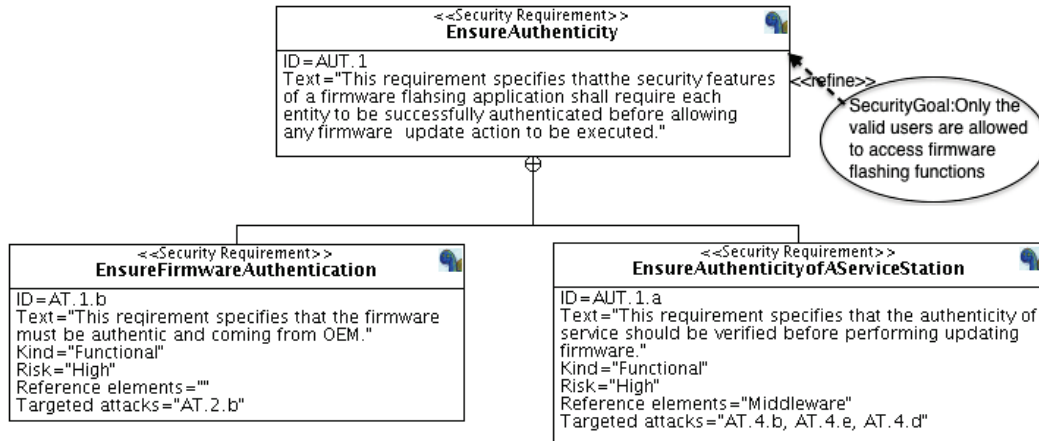 <<Security Requirement>>
EnsureAuthenticity
ID=AUT.1
Text="This requirement specifies thatthe security features
of a firmware flahsing application shall require each
entity to be successfully authenticated before allowing
any firmware update action to be executed."
<<refine>>
SecurityGoal:Only the
valid users are allowed
to access firmware
flashing functions
<<Security Requirement>>
EnsureFirmwareAuthentication
ID=AT.1.b
Text="This reqirement specifies that the firmware
must be authentic and coming from OEM."
Kind="Functional"
Risk="High"
Reference elements=""
Targeted attacks="AT.2.b"
<<Security Requirement>>
EnsureAuthenticityofAServiceStation
ID=AUT.1.a
Text="This requirement specifies that the authenticity of
service should be verified before performing updating
firmware."
Kind="Functional"
Risk="High"
Reference elements="Middleware"
Targeted attacks="AT.4.b, AT.4.e, AT.4.d"